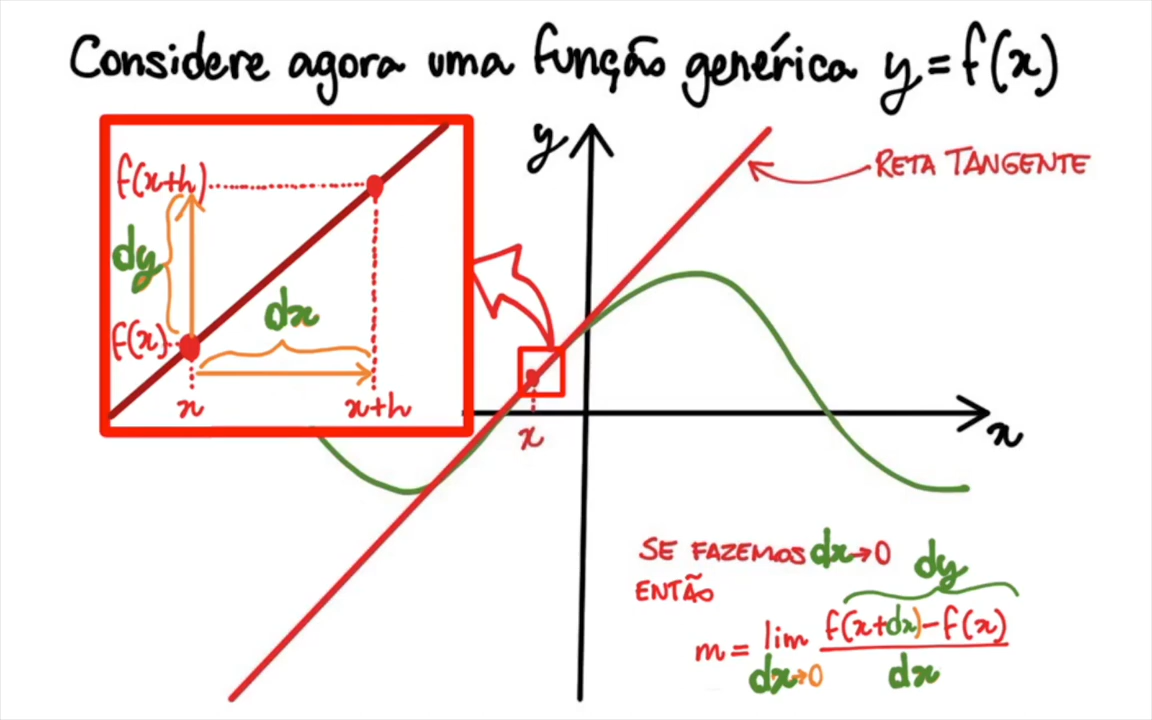 Considere agora uma função genérica y=f(x)
f(x+h)
dy
dx
f(x)
x
x+h
y
RETA TANGENTE
x
x
SE FAZEMOS dx→0
ENTÃO
dy
m = lim f(x+dx)-f(x)
dx→0 dx